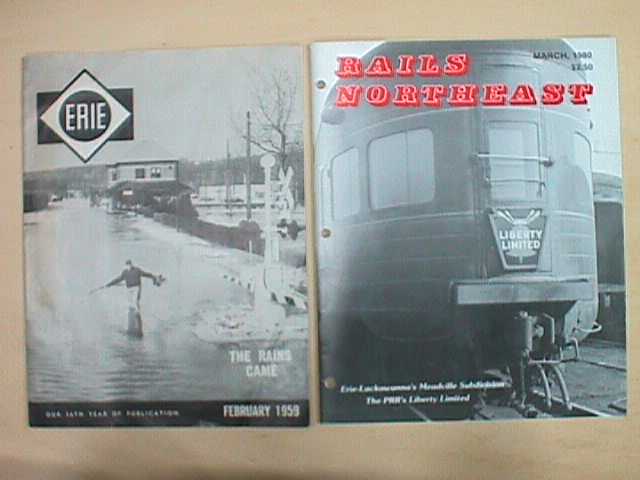 ERIE
THE RAINS
CAME
OUR 54TH YEAR OF PUBLICATION
FEBRUARY 1959
MARCH, 1980
$2.50
RAILS
NORTHEAST
LIBERTY
LIMITED
Erie-Lackawanna's Meadville Subdivision
The PRR's Liberty Limited